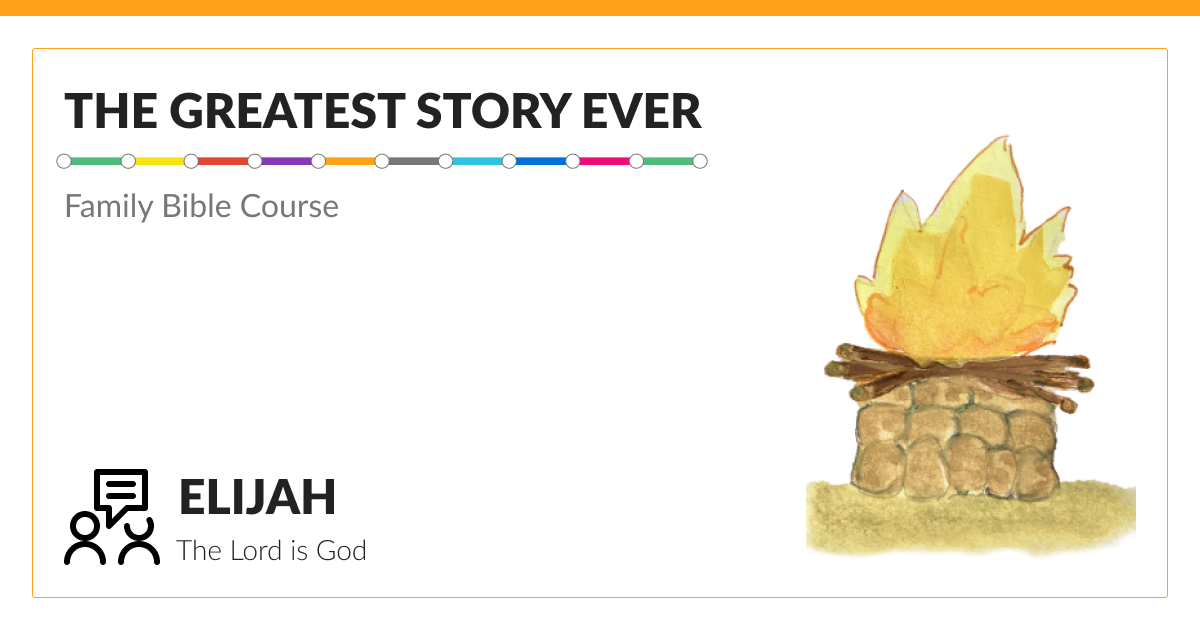 THE GREATEST STORY EVER
Family Bible Course
ELIJAH
The Lord is God